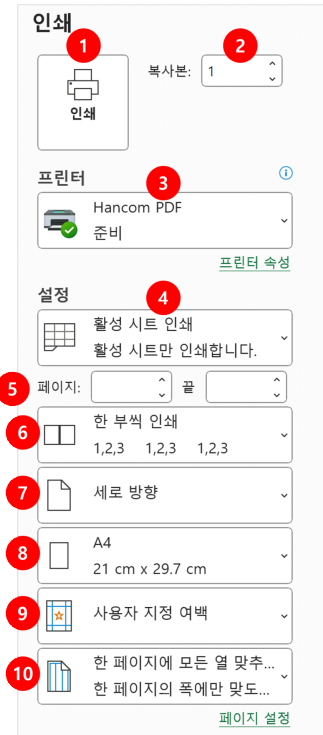 인쇄
1
2
인쇄
복사본: 1
프린터
3
Hancom PDF
준비
프린터 속성
설정
4
활성 시트 인쇄
활성 시트만 인쇄합니다.
5 페이지: 끝
6
한 부씩 인쇄
1,2,3 1,2,3 1,2,3
7
세로 방향
8
A4
21 cm x 29.7 cm
9
사용자 지정 여백
10
한 페이지에 모든 열 맞추...
한 페이지의 폭에만 맞도...
페이지 설정